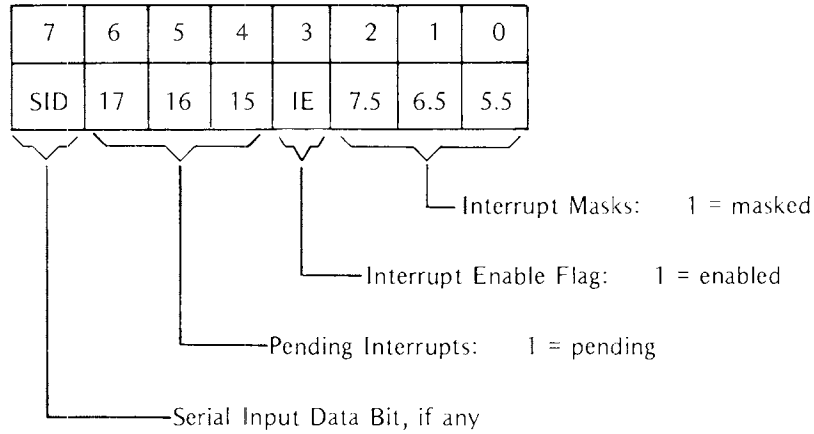 7 6 5 4 3 2 1 0
SID 17 16 15 IE 7.5 6.5 5.5
Interrupt Masks: 1 = masked
Interrupt Enable Flag: 1 = enabled
Pending Interrupts: 1 = pending
Serial Input Data Bit, if any